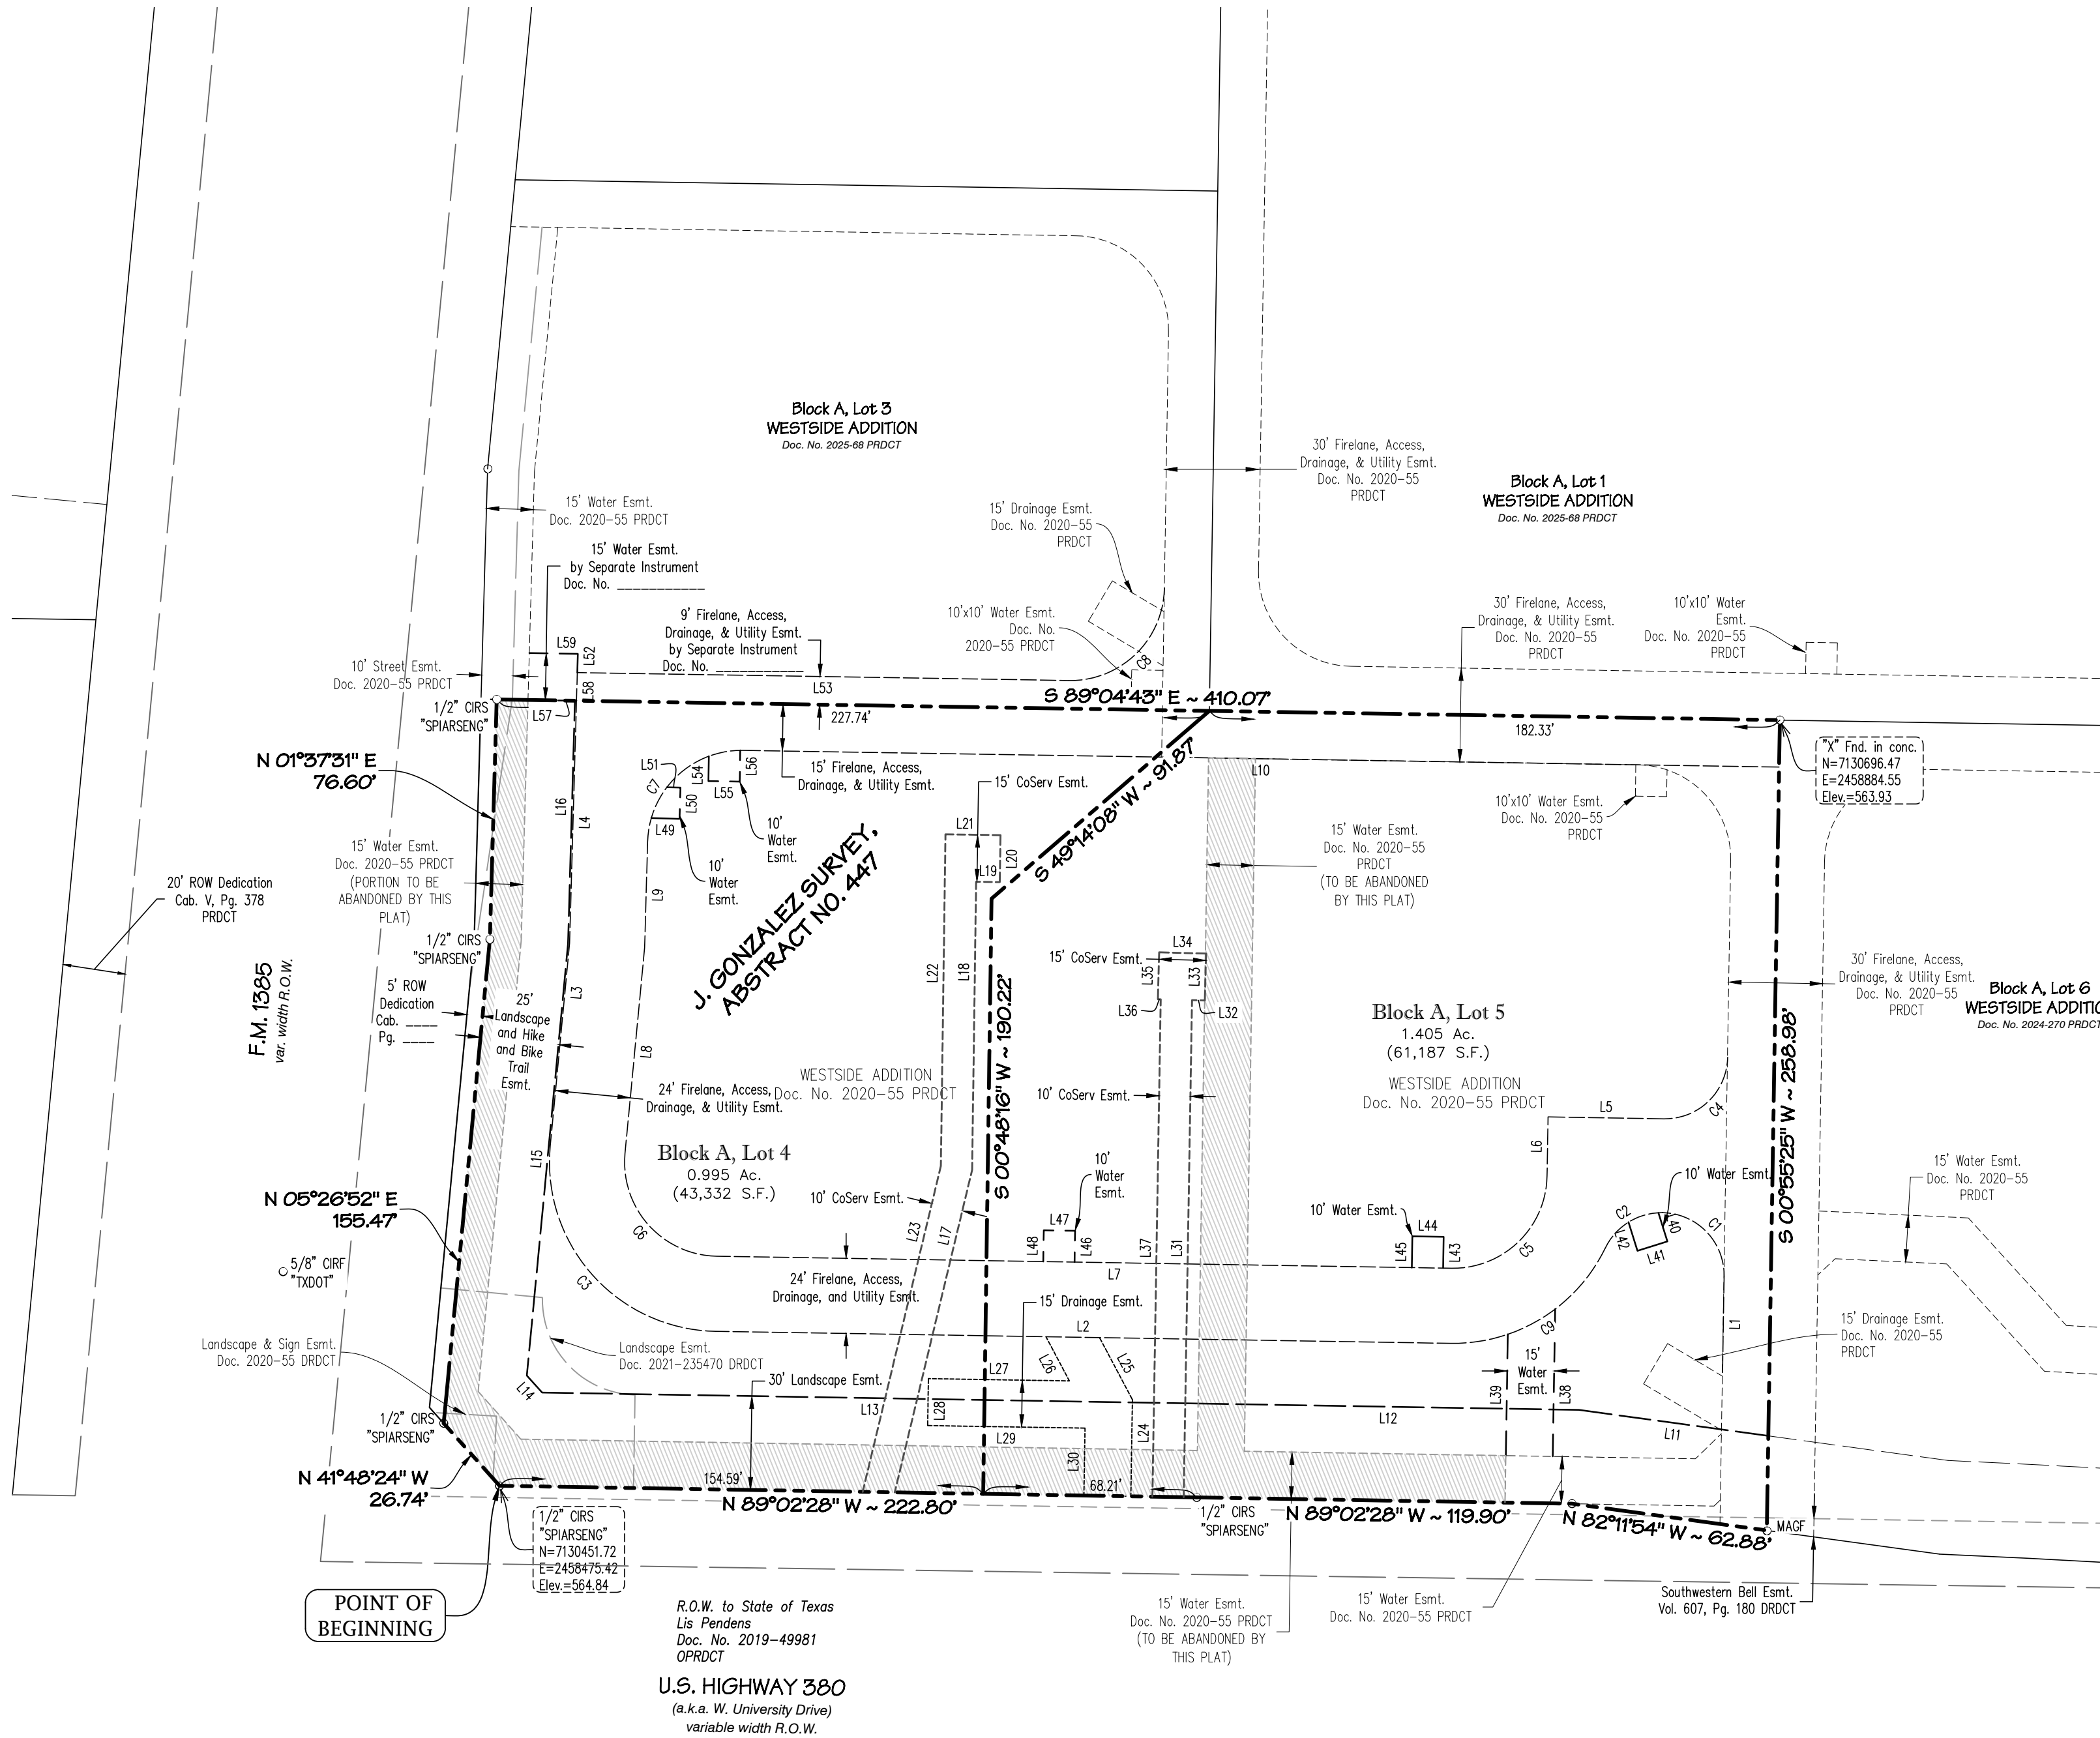 Block A, Lot 3
WESTSIDE ADDITION
Doc. No. 2025-68 PRDCT
30' Firelane, Access,
Drainage, & Utility Esmt.
Doc. No. 2020-55
PRDCT
Block A, Lot 1
WESTSIDE ADDITION
Doc. No. 2025-68 PRDCT
15' Water Esmt.
Doc. 2020-55 PRDCT
15' Drainage Esmt.
Doc. No. 2020-55
PRDCT
15' Water Esmt.
by Separate Instrument
Doc. No. ___________
9' Firelane, Access,
Drainage, & Utility Esmt.
by Separate Instrument
Doc. No. ___________
10'x10' Water Esmt.
Doc. No.
2020-55 PRDCT
30' Firelane, Access,
Drainage, & Utility Esmt.
Doc. No. 2020-55
PRDCT
10'x10' Water
Esmt.
Doc. No. 2020-55
PRDCT
L59
L52
L58
C8
10' Street Esmt.
Doc. 2020-55 PRDCT
L53
S 89°04'43" E ~ 410.07'
1/2" CIRS
"SPIARSENG"
L57
227.74'
182.33'
N 01°37'31" E
76.60'
"X" Fnd. in conc.
N=7130696.47
E=2458884.55
Elev.=563.93
L51
C7
L54
L56
L55
L50
L49
15' Firelane, Access,
Drainage, & Utility Esmt.
15' CoServ Esmt.
S 49°14'08" W ~ 91.87'
L10
10'x10' Water Esmt.
Doc. No. 2020-55
PRDCT
L16
L4
10'
Water
Esmt.
10'
Water
Esmt.
L21
L19
L20
15' Water Esmt.
Doc. No. 2020-55
PRDCT
(TO BE ABANDONED
BY THIS PLAT)
15' Water Esmt.
Doc. 2020-55 PRDCT
(PORTION TO BE
ABANDONED BY THIS
PLAT)
20' ROW Dedication
Cab. V, Pg. 378
PRDCT
J. GONZALEZ SURVEY,
ABSTRACT NO. 447
L9
1/2" CIRS
"SPIARSENG"
L22
L18
L34
15' CoServ Esmt.
L35
L33
L36
L32
30' Firelane, Access,
Drainage, & Utility Esmt.
Doc. No. 2020-55
PRDCT
Block A, Lot 6
WESTSIDE ADDITIO
Doc. No. 2024-270 PRDCT
F.M. 1385
var. width R.O.W.
5' ROW
Dedication
Cab. ____
Pg. ____
25'
Landscape
and Hike
and Bike
Trail
Esmt.
L3
S 00°48'16" W ~ 190.22'
Block A, Lot 5
1.405 Ac.
(61,187 S.F.)
WESTSIDE ADDITION
Doc. No. 2020-55 PRDCT
S 00°55'25" W ~ 258.98'
L8
24' Firelane, Access,
Drainage, & Utility Esmt.
WESTSIDE ADDITION
Doc. No. 2020-55 PRDCT
10' CoServ Esmt.
L5
C4
L6
Block A, Lot 4
0.995 Ac.
(43,332 S.F.)
L15
10'
Water
Esmt.
10' Water Esmt.
15' Water Esmt.
Doc. No. 2020-55
PRDCT
N 05°26'52" E
155.47'
10' CoServ Esmt.
C6
L23
L17
L47
L48
L46
L37
L31
10' Water Esmt.
L44
L45
L43
C5
C2
C1
L42
L40
L41
5/8" CIRF
"TXDOT"
C3
24' Firelane, Access,
Drainage, and Utility Esmt.
L7
15' Drainage Esmt.
L2
C9
L1
15' Drainage Esmt.
Doc. No. 2020-55
PRDCT
Landscape & Sign Esmt.
Doc. 2020-55 DRDCT
Landscape Esmt.
Doc. 2021-235470 DRDCT
L27
L26
L25
15'
Water
Esmt.
L14
30' Landscape Esmt.
L13
L28
L29
L24
L12
L39
L38
L11
1/2" CIRS
"SPIARSENG"
L30
N 41°48'24" W
26.74'
154.59'
N 89°02'28" W ~ 222.80'
68.21'
1/2" CIRS
"SPIARSENG"
N 89°02'28" W ~ 119.90'
N 82°11'54" W ~ 62.88'
MAGF
1/2" CIRS
"SPIARSENG"
N=7130451.72
E=2458475.42
Elev.=564.84
POINT OF
BEGINNING
R.O.W. to State of Texas
Lis Pendens
Doc. No. 2019-49981
OPRDCT
15' Water Esmt.
Doc. No. 2020-55 PRDCT
(TO BE ABANDONED BY
THIS PLAT)
15' Water Esmt.
Doc. No. 2020-55 PRDCT
Southwestern Bell Esmt.
Vol. 607, Pg. 180 DRDCT
U.S. HIGHWAY 380
(a.k.a. W. University Drive)
variable width R.O.W.